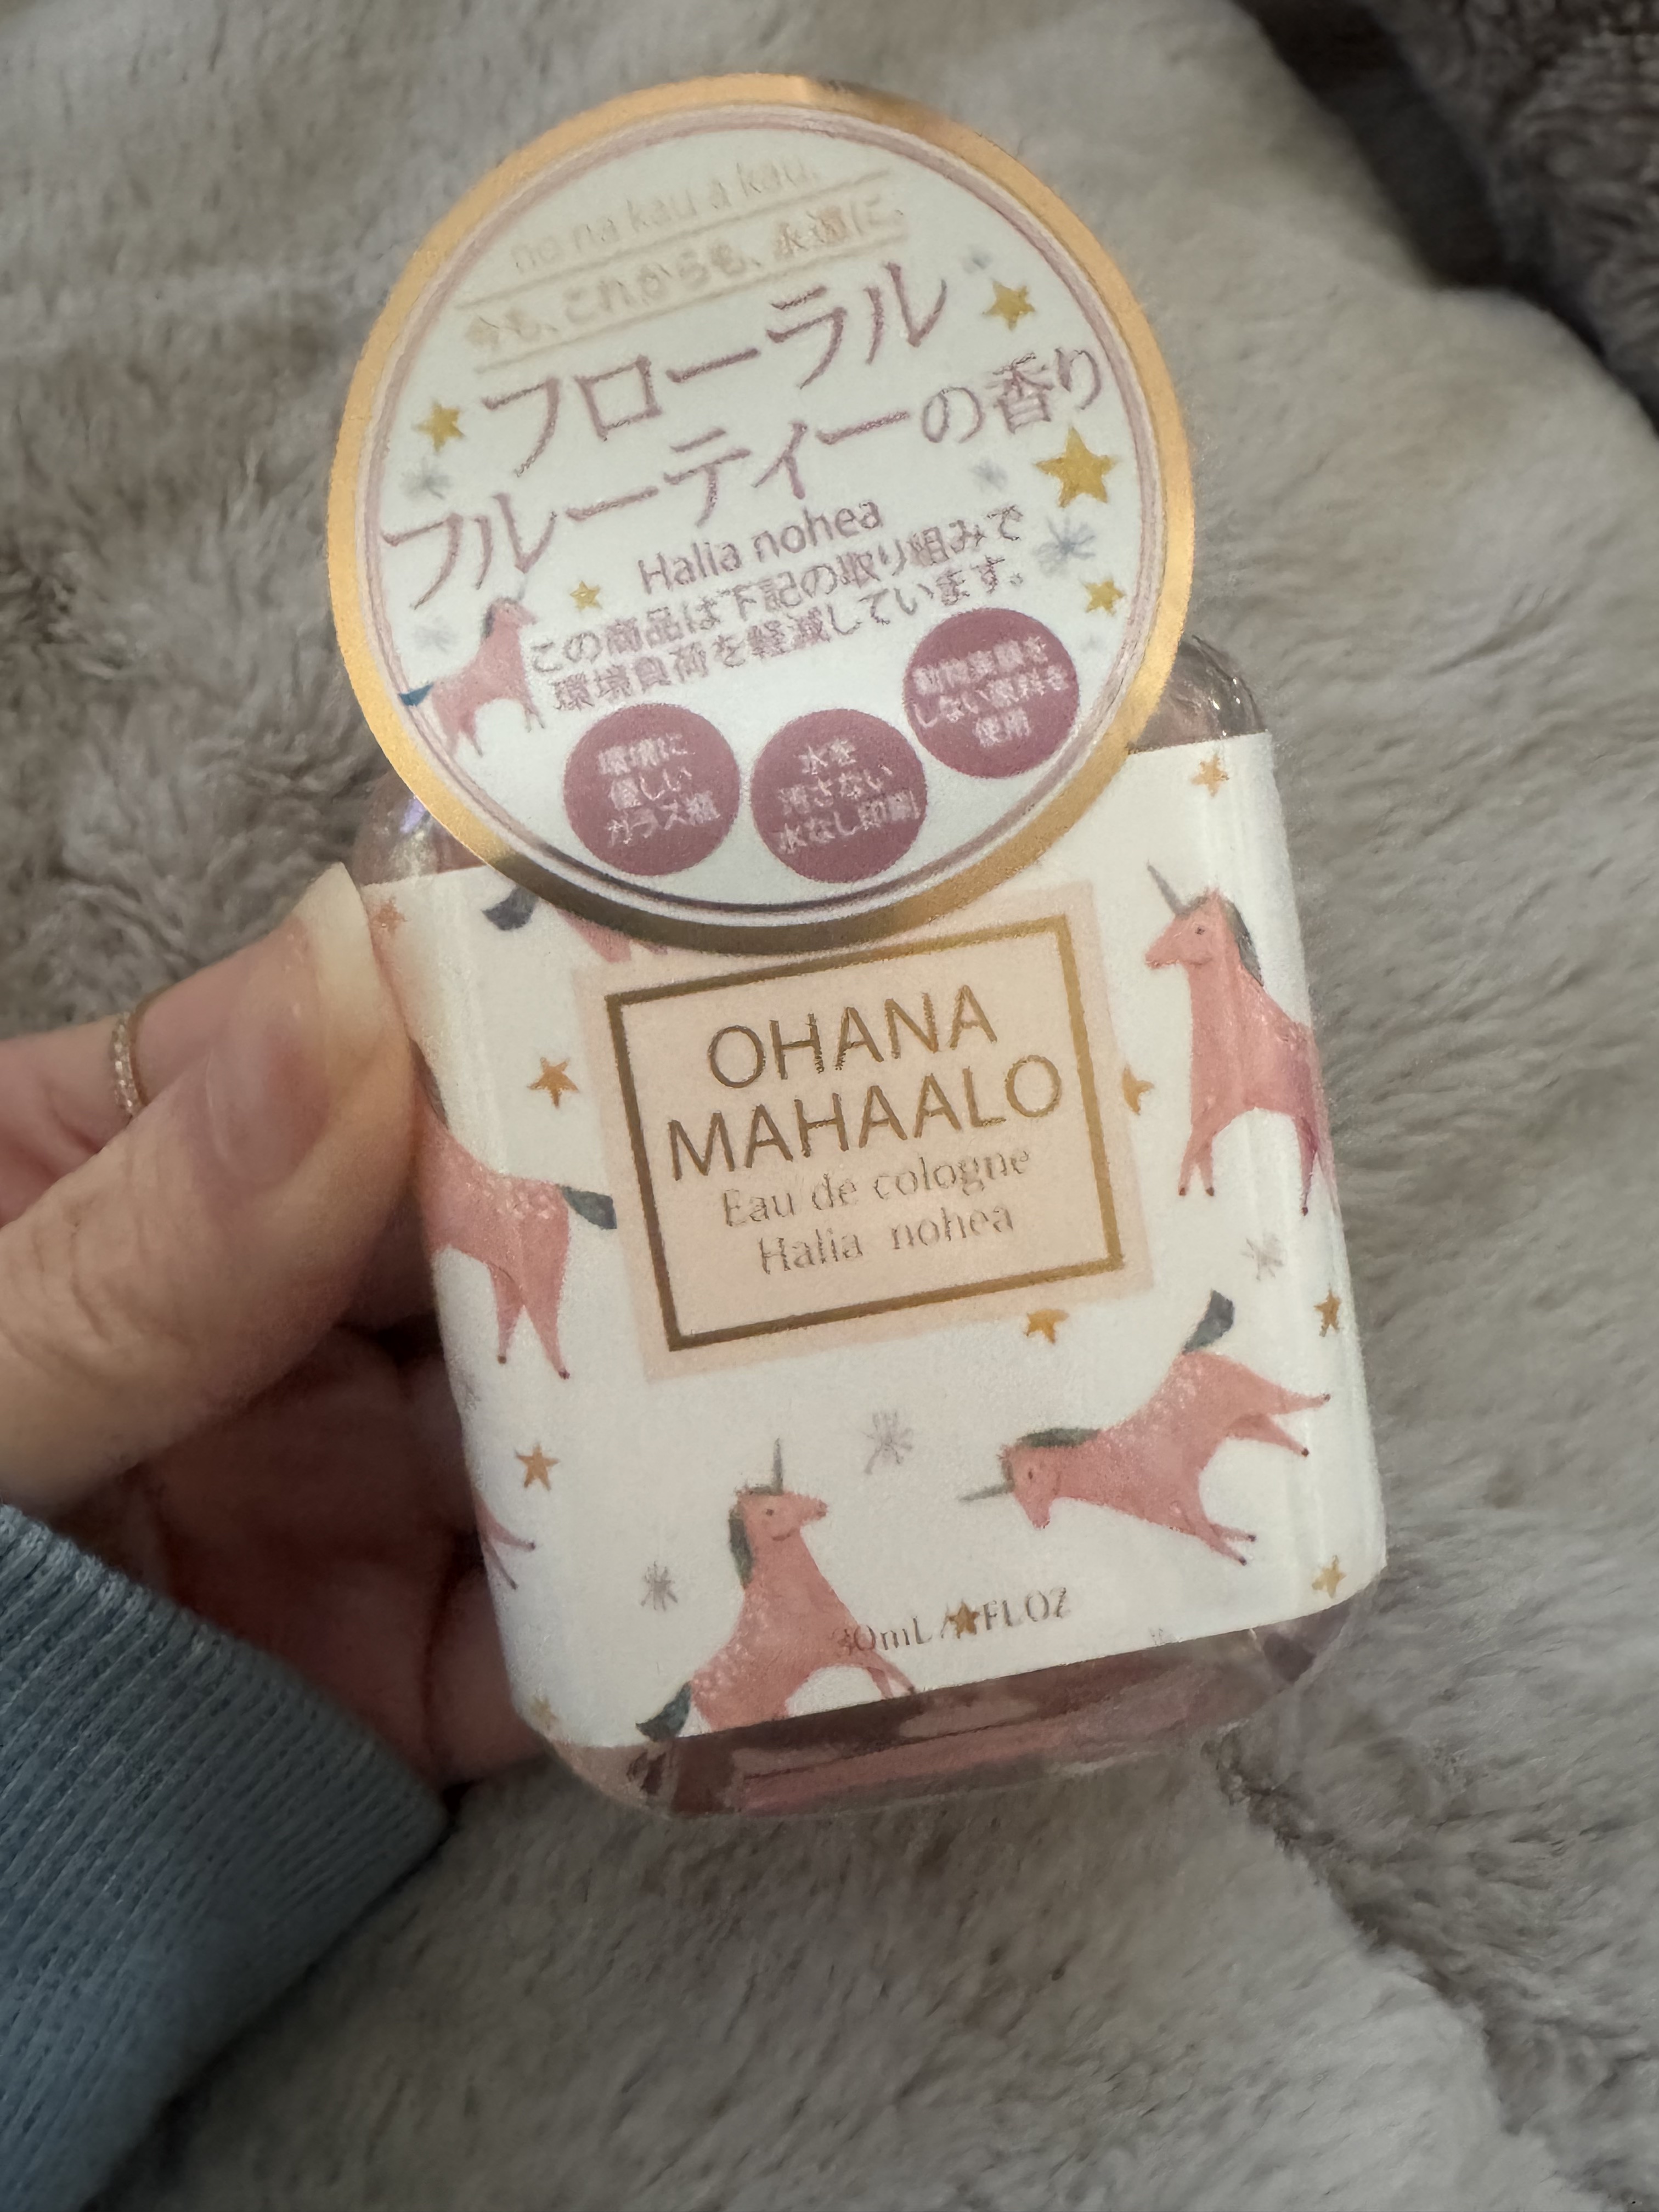 no na kau a kau.
今も、これからも、永遠に。
フローラル
フルーティーの香り
Halia nohea
この商品は下記の取り組みで
環境負荷を軽減しています。
環境に
優しい
ガラス瓶
水を
汚さない
水なし印刷
動物実験を
しない原料を
使用
OHANA
MAHAALO
Eau de cologne
Halia nohea
FL OZ